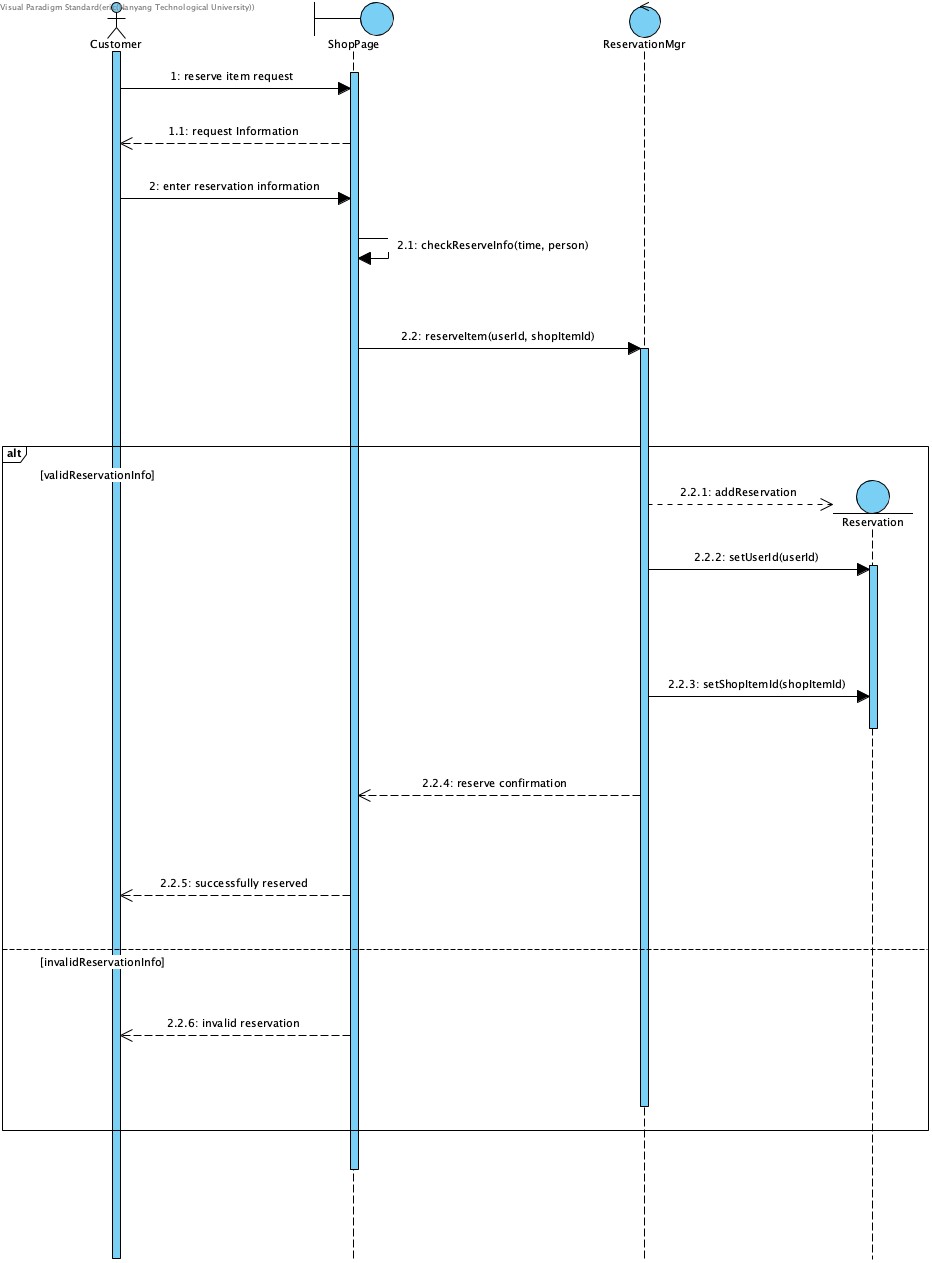 Visual Paradigm Standard(eri Nanyang Technological University))
Customer
ShopPage
ReservationMgr
1: reserve item request
1.1: request Information
2: enter reservation information
2.1: checkReserveInfo(time, person)
2.2: reserveItem(userId, shopItemId)
alt
[validReservationInfo]
2.2.1: addReservation
Reservation
2.2.2: setUserId(userId)
2.2.3: setShopItemId(shopItemId)
2.2.4: reserve confirmation
2.2.5: successfully reserved
[invalidReservationInfo]
2.2.6: invalid reservation